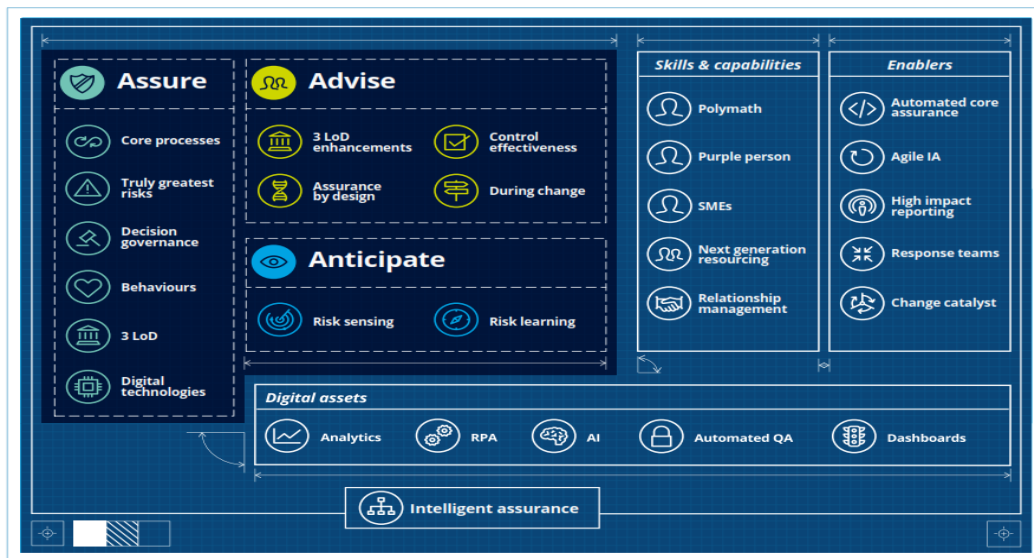 Assure
Core processes
Truly greatest
risks
Decision
governance
Behaviours
3 LoD
Digital
technologies
Advise
3 LoD
enhancements
Control
effectiveness
Assurance
by design
During change
Anticipate
Risk sensing
Risk learning
Skills & capabilities
Polymath
Purple person
SMEs
Next generation
resourcing
Relationship
management
Enablers
Automated core
assurance
Agile IA
High impact
reporting
Response teams
Change catalyst
Digital assets
Analytics
RPA
AI
Automated QA
Dashboards
Intelligent assurance